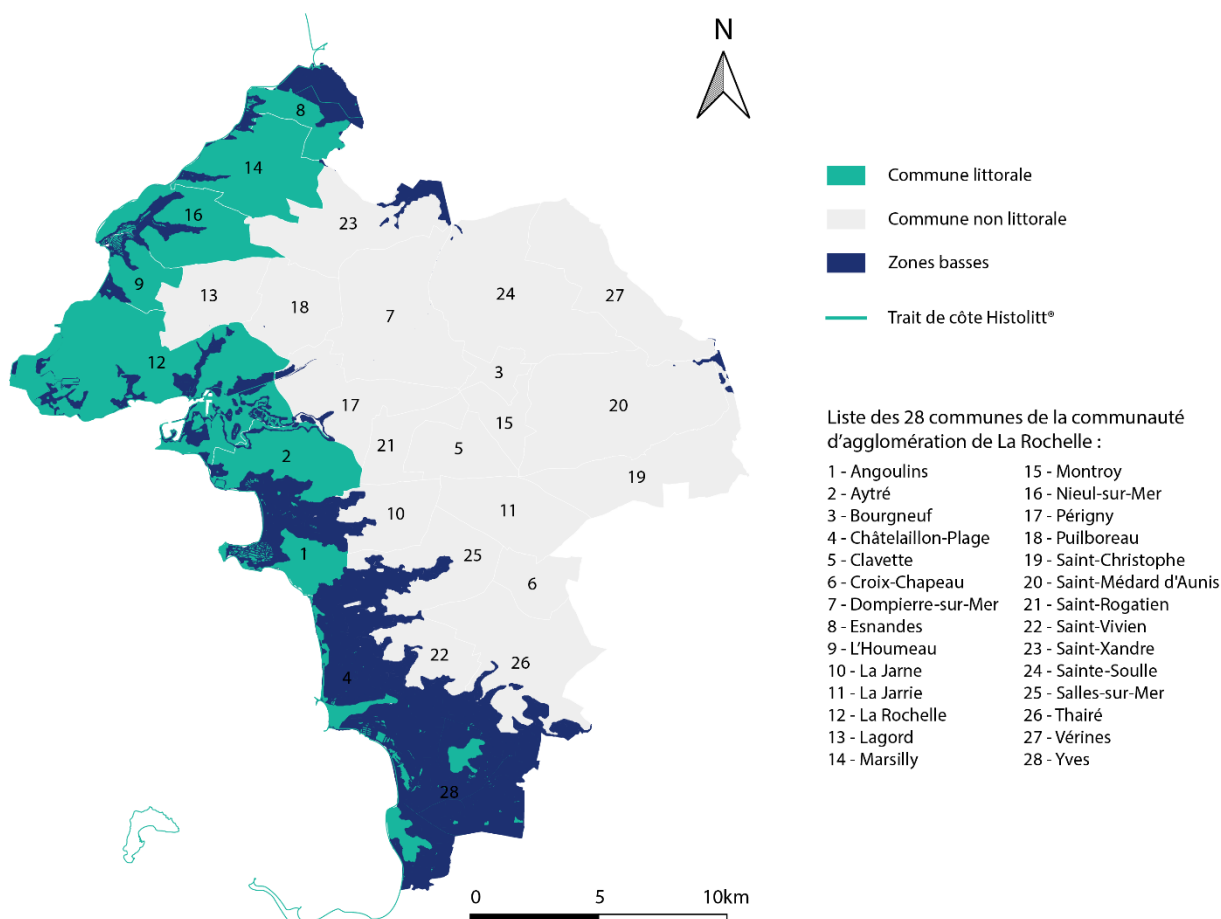 N
8
14
16
23
9
13
18
24
27
7
12
3
17
15
20
21
5
2
19
10
11
1
25
6
22
26
4
28
0 5 10km
Commune littorale
Commune non littorale
Zones basses
Trait de côte Histolitt®
Liste des 28 communes de la communauté
d'agglomération de La Rochelle :
1 - Angoulins
2 - Aytré
3 - Bourgneuf
4 - Châtelaillon-Plage
5 - Clavette
6 - Croix-Chapeau
7 - Dompierre-sur-Mer
8 - Esnandes
9 - L'Houmeau
10 - La Jarne
11 - La Jarrie
12 - La Rochelle
13 - Lagord
14 - Marsilly
15 - Montroy
16 - Nieul-sur-Mer
17 - Périgny
18 - Puilboreau
19 - Saint-Christophe
20 - Saint-Médard d'Aunis
21 - Saint-Rogatien
22 - Saint-Vivien
23 - Saint-Xandre
24 - Sainte-Soulle
25 - Salles-sur-Mer
26 - Thairé
27 - Vérines
28 - Yves